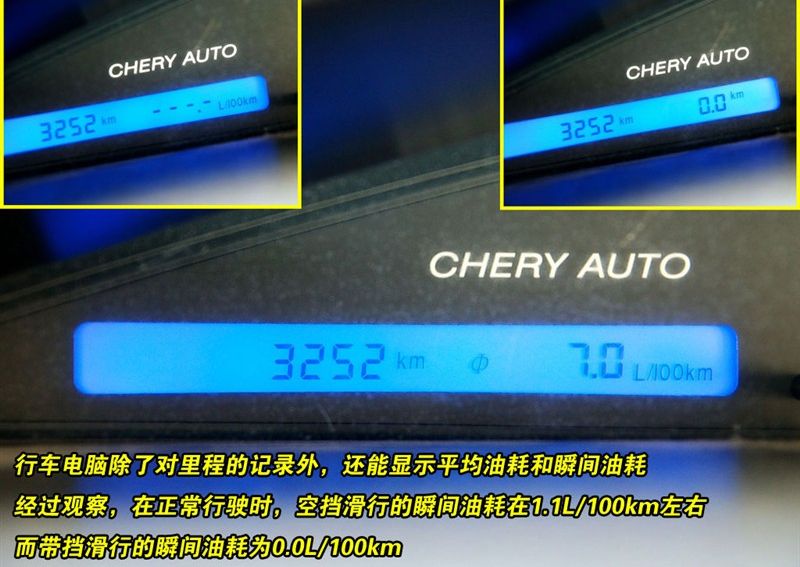 CHERY AUTO
3252 km ---.- L/100km
CHERY AUTO
3252 km 0.0 km
CHERY AUTO
3252 km ф 7.0 L/100km
行车电脑除了对里程的记录外，还能显示平均油耗和瞬间油耗
经过观察，在正常行驶时，空挡滑行的瞬间油耗在1.1L/100km左右
而带挡滑行的瞬间油耗为0.0L/100km